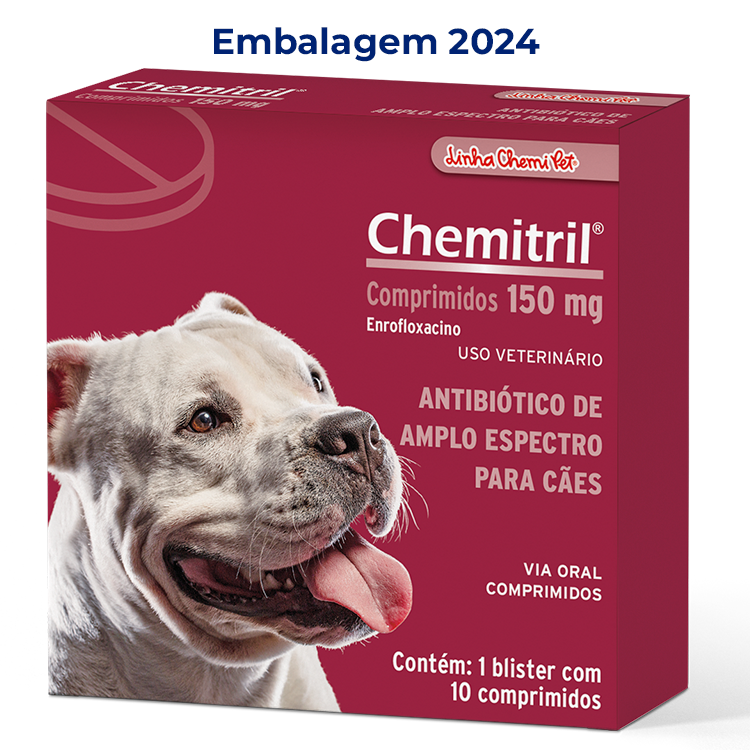 Embalagem 2024
Chemitril®
Comprimidos 150 mg
Linha Chemi Pet
ANTIBIÓTICO DE
AMPLO ESPECTRO PARA CÃES
Linha Chemi Pet®
Chemitril®
Comprimidos 150 mg
Enrofloxacino
USO VETERINÁRIO
ANTIBIÓTICO DE
AMPLO ESPECTRO
PARA CÃES
VIA ORAL
COMPRIMIDOS
Contém: 1 blister com
10 comprimidos